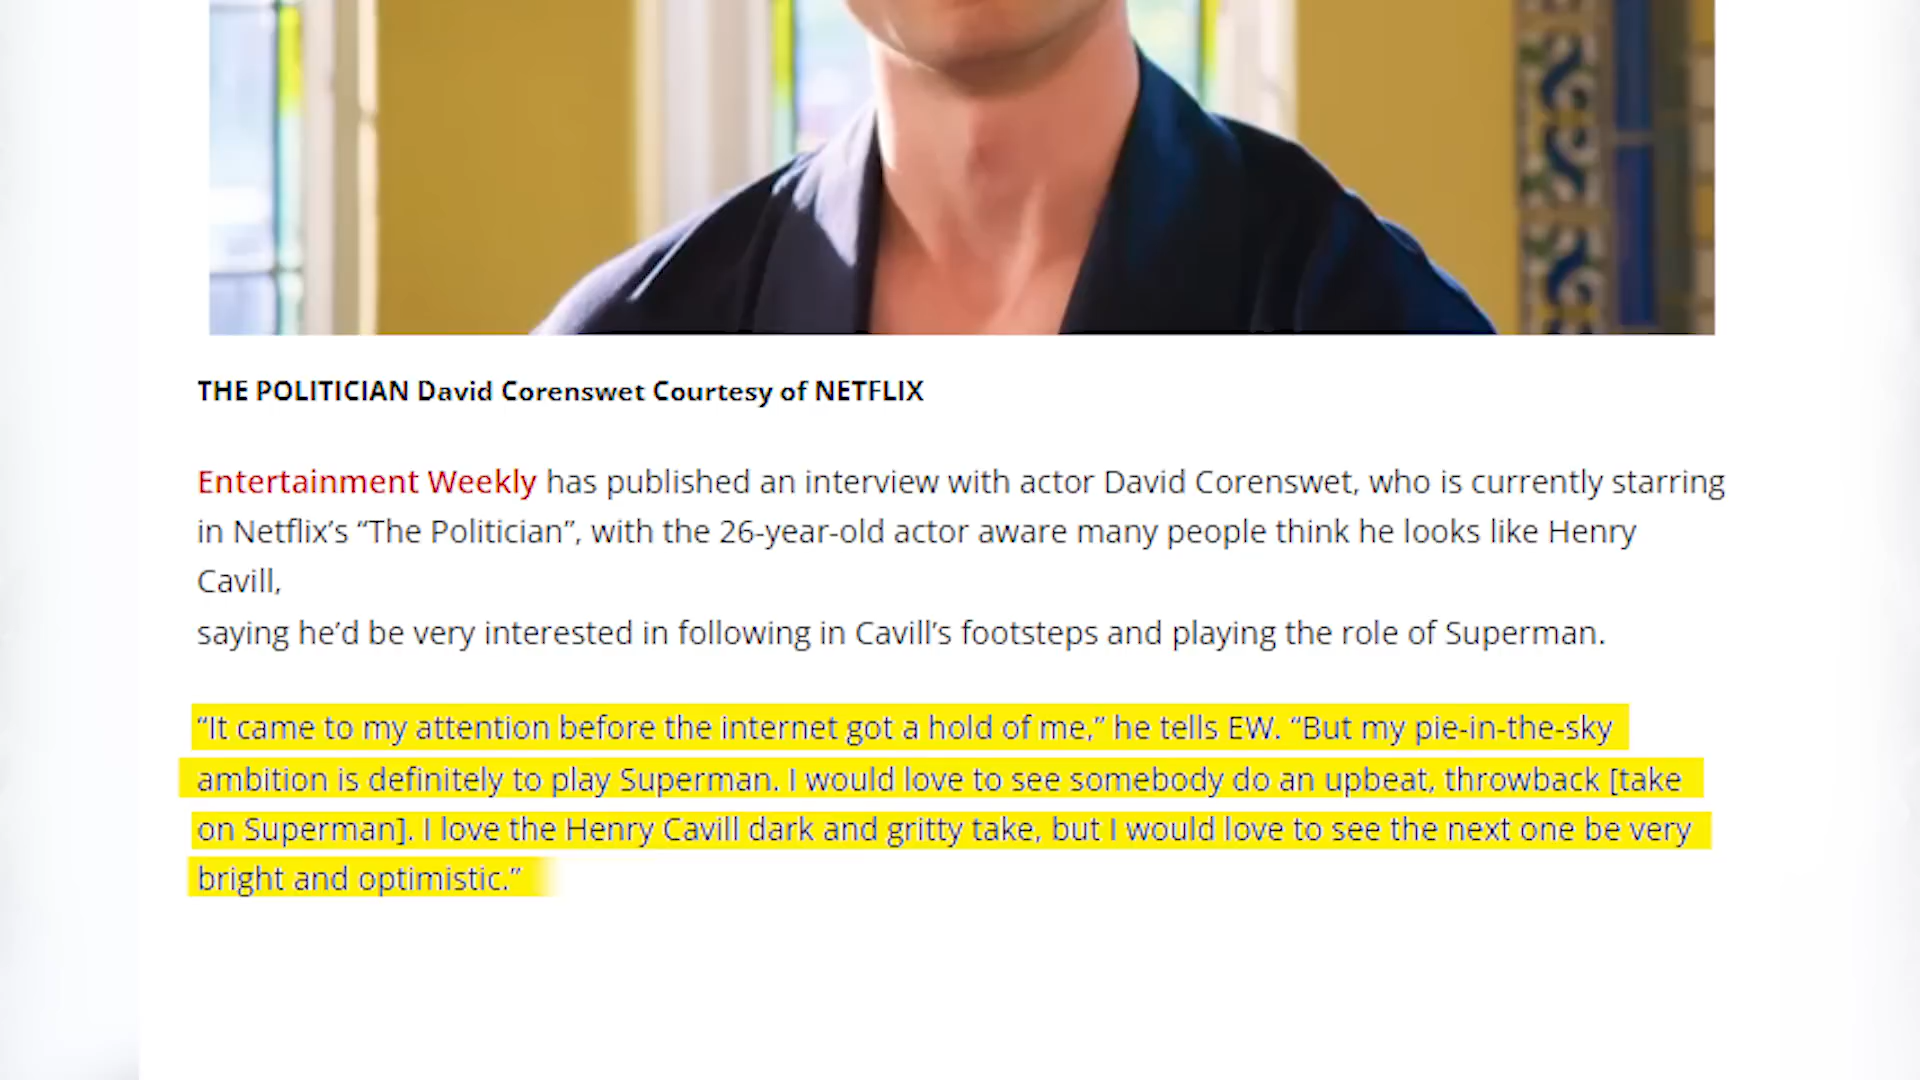 THE POLITICIAN David Corenswet Courtesy of NETFLIX
Entertainment Weekly has published an interview with actor David Corenswet, who is currently starring
in Netflix’s “The Politician”, with the 26-year-old actor aware many people think he looks like Henry
Cavill,
saying he’d be very interested in following in Cavill’s footsteps and playing the role of Superman.
“It came to my attention before the internet got a hold of me,” he tells EW. “But my pie-in-the-sky
ambition is definitely to play Superman. I would love to see somebody do an upbeat, throwback [take
on Superman]. I love the Henry Cavill dark and gritty take, but I would love to see the next one be very
bright and optimistic.”